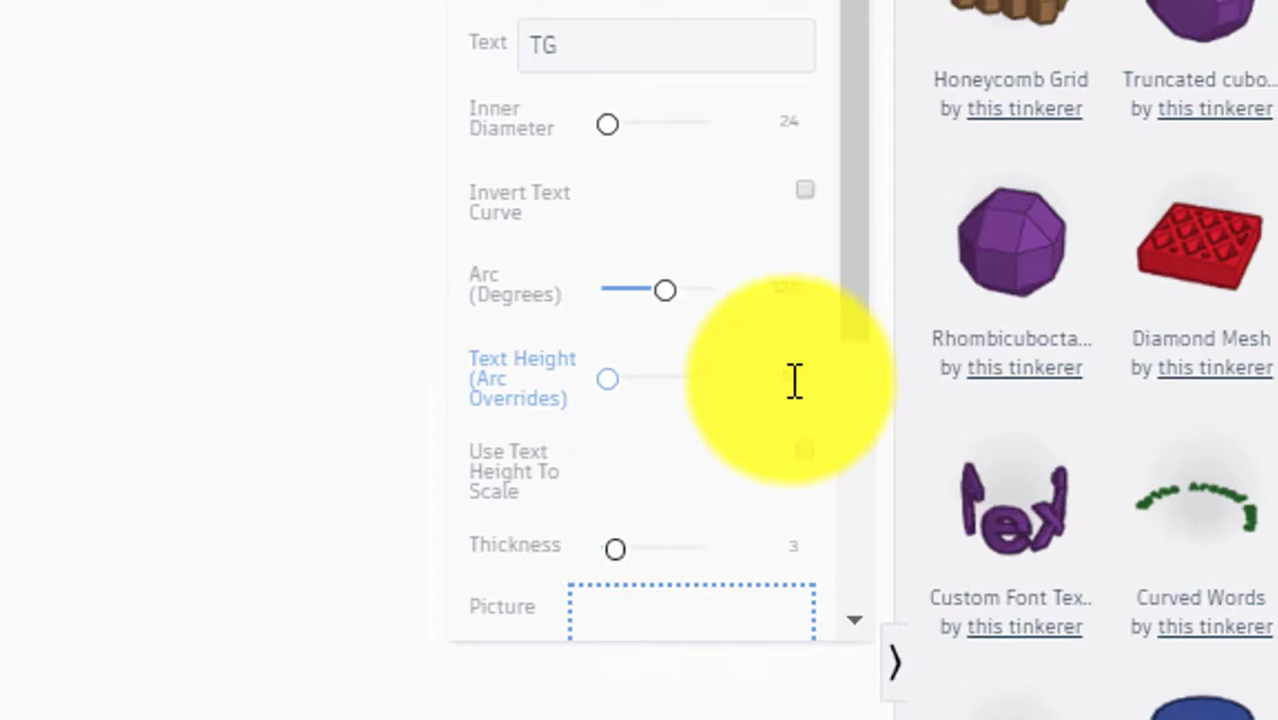 Text TG
Inner
Diameter
24
Invert Text
Curve
Arc
(Degrees)
Text Height
(Arc
Overrides)
Use Text
Height To
Scale
Thickness
3
Picture
Honeycomb Grid
by this tinkerer
Truncated cubo...
by this tinkerer
Rhombicubocta...
by this tinkerer
Diamond Mesh
by this tinkerer
Custom Font Tex..
by this tinkerer
Curved Words
by this tinkerer